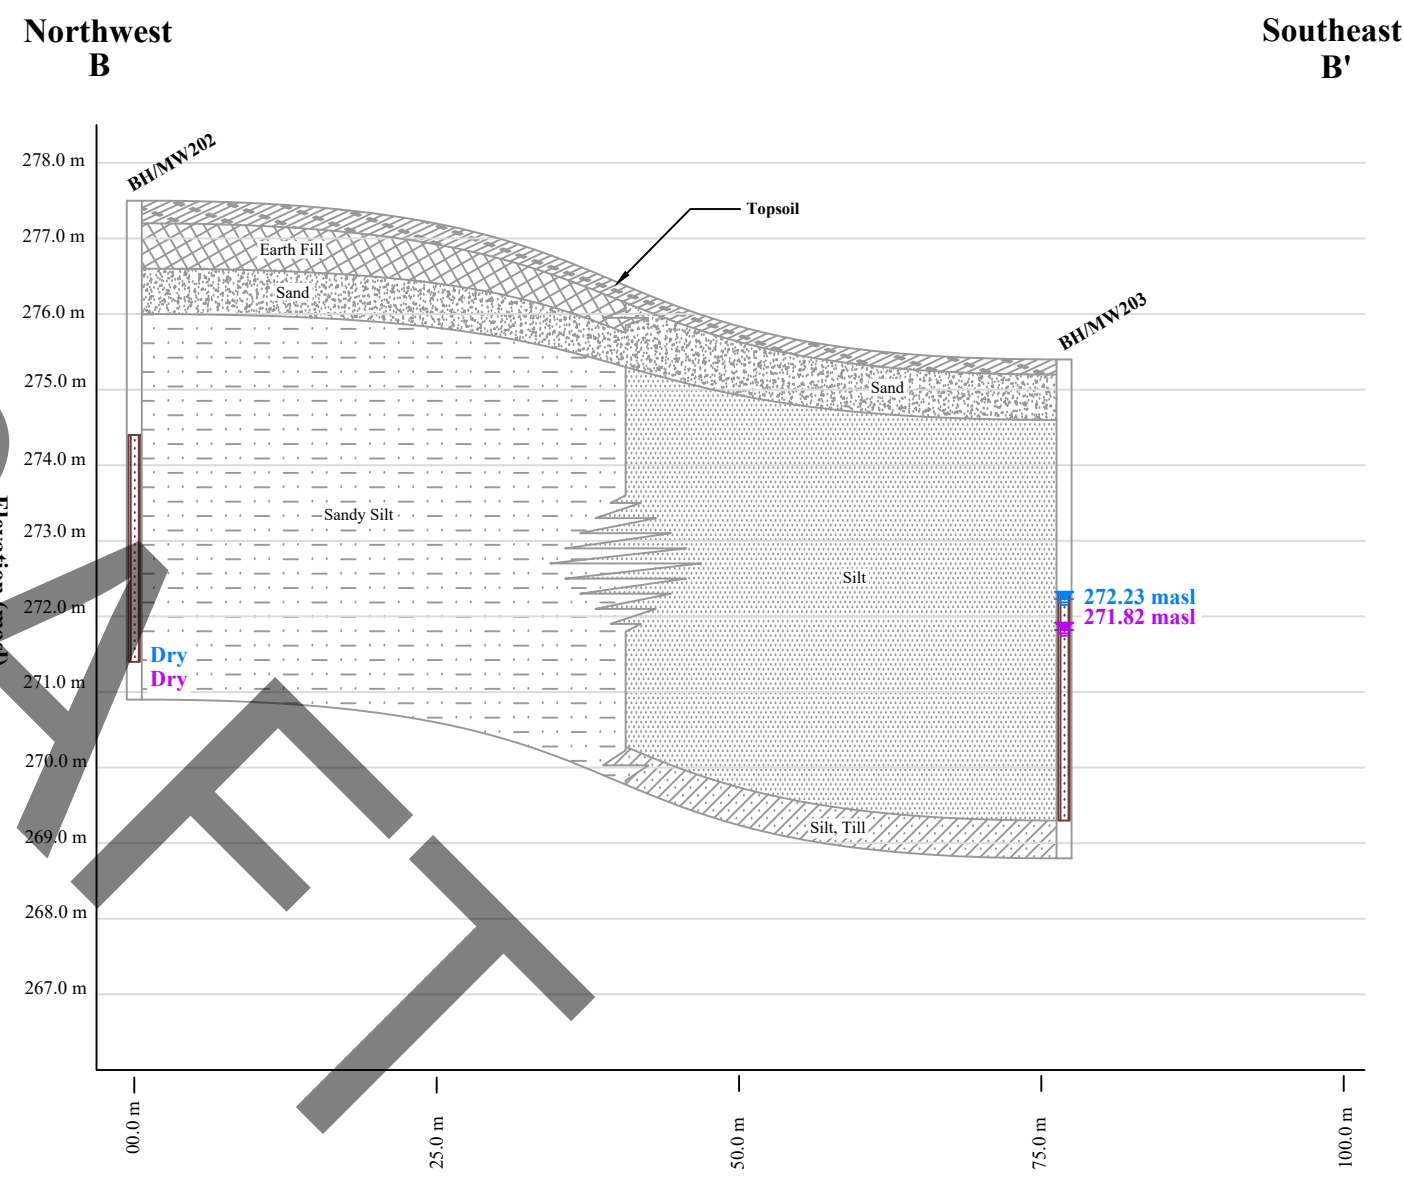 Northwest
B
Southeast
B'
BH/MW202
278.0 m
Topsoil
277.0 m
Earth Fill
Sand
276.0 m
BH/MW203
275.0 m
Sand
274.0 m
Sandy Silt
273.0 m
Silt
272.23 masl
272.0 m
271.82 masl
Dry
Dry
271.0 m
270.0 m
Silt, Till
269.0 m
268.0 m
267.0 m
00.0 m
25.0 m
50.0 m
75.0 m
100.0 m